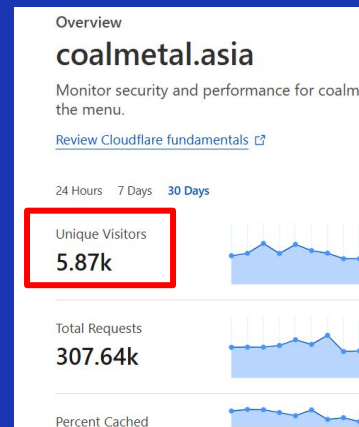 Overview
coalmetal.asia
Monitor security and performance for coalm
the menu.
Review Cloudflare fundamentals
24 Hours 7 Days 30 Days
Unique Visitors
5.87k
Total Requests
307.64k
Percent Cached